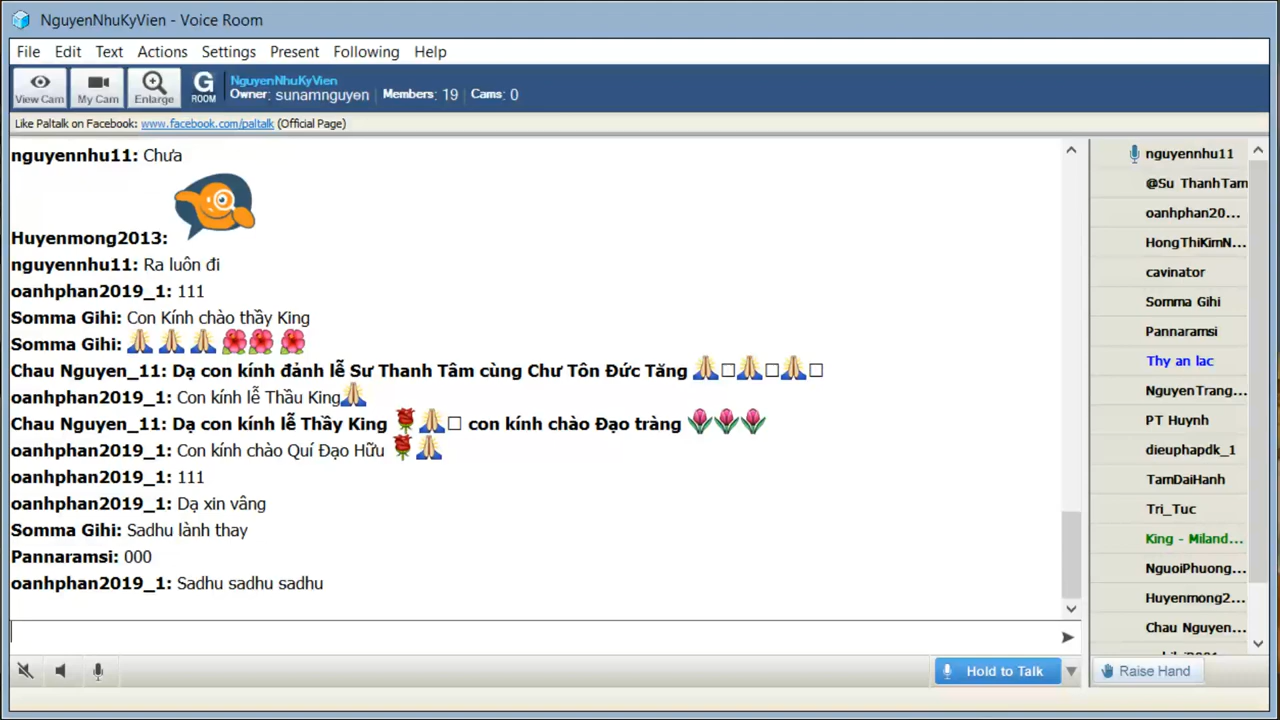 NguyenNhuKyVien - Voice Room
File Edit Text Actions Settings Present Following Help
View Cam My Cam Enlarge G ROOM
NguyenNhuKyVien
Owner: sunamnguyen Members: 19 Cams: 0
Like Paltalk on Facebook: www.facebook.com/paltalk (Official Page)
nguyennhu11: Chưa
Huyenmong2013:
nguyennhu11: Ra luôn đi
oanhphan2019_1: 111
Somma Gihi: Con Kính chào thầy King
Somma Gihi: 🙏🙏🙏🌺🌺🌺
Chau Nguyen_11: Dạ con kính đảnh lễ Sư Thanh Tâm cùng Chư Tôn Đức Tăng 🙏□🙏□🙏□
oanhphan2019_1: Con kính lễ Thầu King🙏
Chau Nguyen_11: Dạ con kính lễ Thầy King 🌹🙏□ con kính chào Đạo tràng 🌷🌷🌷
oanhphan2019_1: Con kính chào Quí Đạo Hữu 🌹🙏
oanhphan2019_1: 111
oanhphan2019_1: Dạ xin vâng
Somma Gihi: Sadhu lành thay
Pannaramsi: 000
oanhphan2019_1: Sadhu sadhu sadhu
Hold to Talk
nguyennhu11
@Su ThanhTam
oanhphan20...
HongThiKimN...
cavinator
Somma Gihi
Pannaramsi
Thy an lac
NguyenTrang...
PT Huynh
dieuphapdk_1
TamDaiHanh
Tri_Tuc
King - Miland...
NguoiPhuong...
Huyenmong2...
Chau Nguyen...
Raise Hand